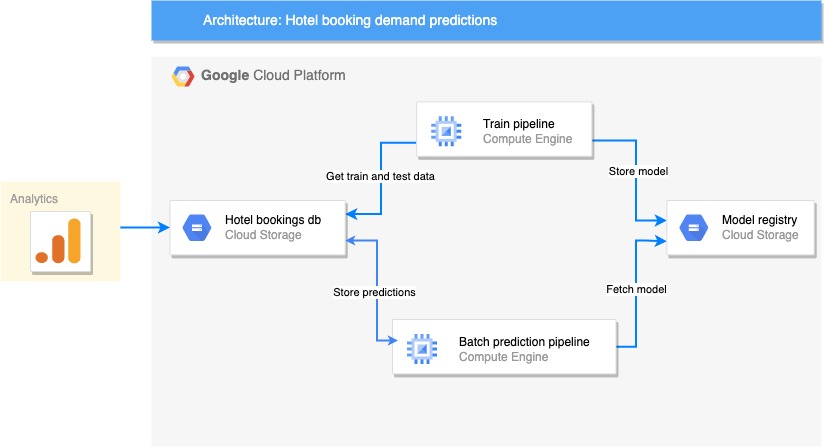 Architecture: Hotel booking demand predictions
Google Cloud Platform
Train pipeline
Compute Engine
Get train and test data
Store model
Analytics
Hotel bookings db
Cloud Storage
Model registry
Cloud Storage
Store predictions
Fetch model
Batch prediction pipeline
Compute Engine